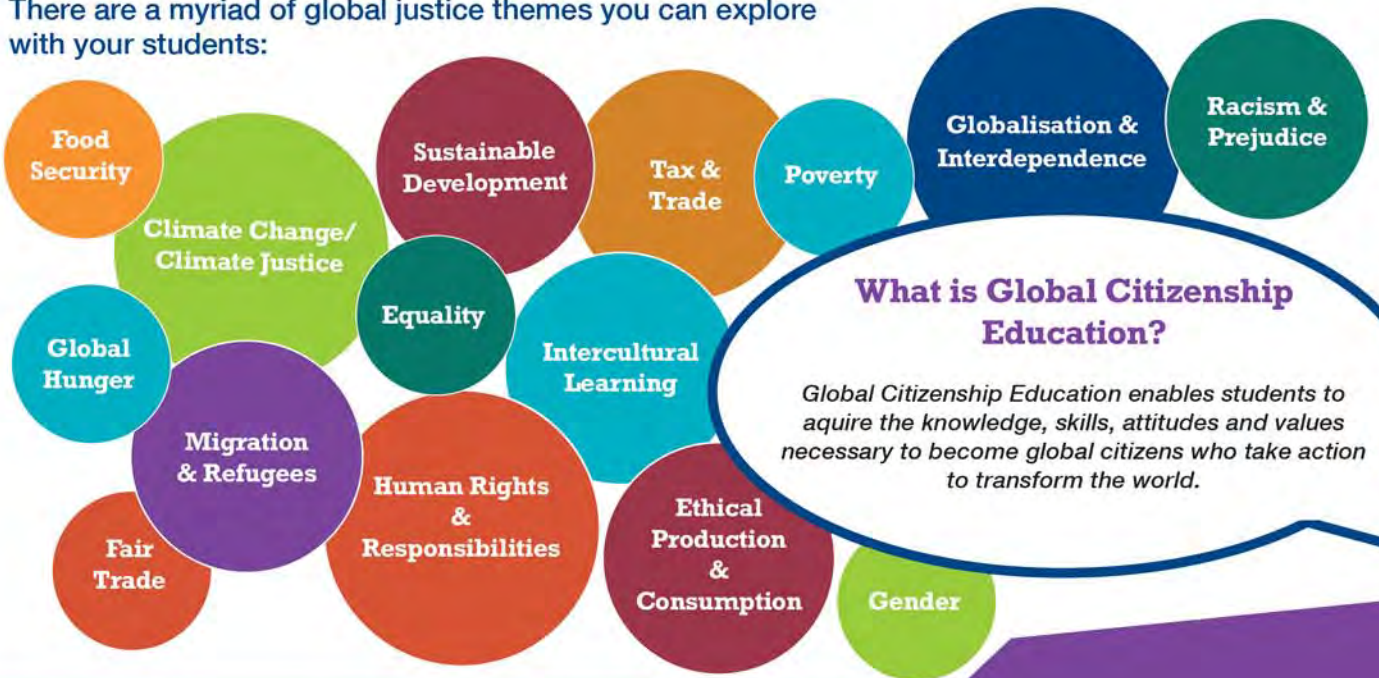 There are a myriad of global justice themes you can explore
with your students:
Food
Security
Climate Change/
Climate Justice
Sustainable
Development
Tax &
Trade
Poverty
Globalisation &
Interdependence
Racism &
Prejudice
Global
Hunger
Equality
Intercultural
Learning
What is Global Citizenship
Education?
Global Citizenship Education enables students to
aquire the knowledge, skills, attitudes and values
necessary to become global citizens who take action
to transform the world.
Migration
& Refugees
Fair
Trade
Human Rights
&
Responsibilities
Ethical
Production
&
Consumption
Gender